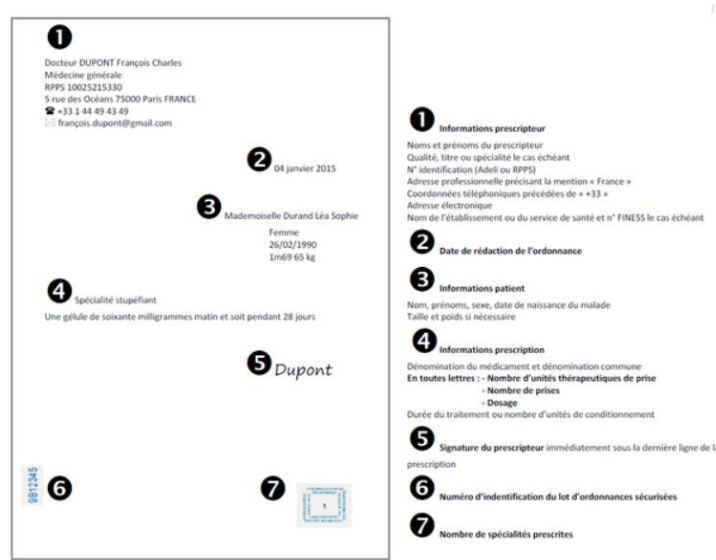 1
Docteur DUPONT François Charles
Médecine générale
RPPS 10025215330
5 rue des Océans 75000 Paris FRANCE
☎ +33 1 44 49 43 49
✉ françois.dupont@gmail.com
2 04 janvier 2015
3 Mademoiselle Durand Léa Sophie
Femme
26/02/1990
1m69 65 kg
4 Spécialité stupéfiant
Une gélule de soixante milligrammes matin et soit pendant 28 jours
5 Dupont
9B12345
6
7
1
1 Informations prescripteur
Noms et prénoms du prescripteur
Qualité, titre ou spécialité le cas échéant
N° identification (Adeli ou RPPS)
Adresse professionnelle précisant la mention « France »
Coordonnées téléphoniques précédées de « +33 »
Adresse électronique
Nom de l'établissement ou du service de santé et n° FINESS le cas échéant
2 Date de rédaction de l'ordonnance
3 Informations patient
Nom, prénoms, sexe, date de naissance du malade
Taille et poids si nécessaire
4 Informations prescription
Dénomination du médicament et dénomination commune
En toutes lettres : - Nombre d'unités thérapeutiques de prise
- Nombre de prises
- Dosage
Durée du traitement ou nombre d'unités de conditionnement
5 Signature du prescripteur immédiatement sous la dernière ligne de la
prescription
6 Numéro d'indentification du lot d'ordonnances sécurisées
7 Nombre de spécialités prescrites